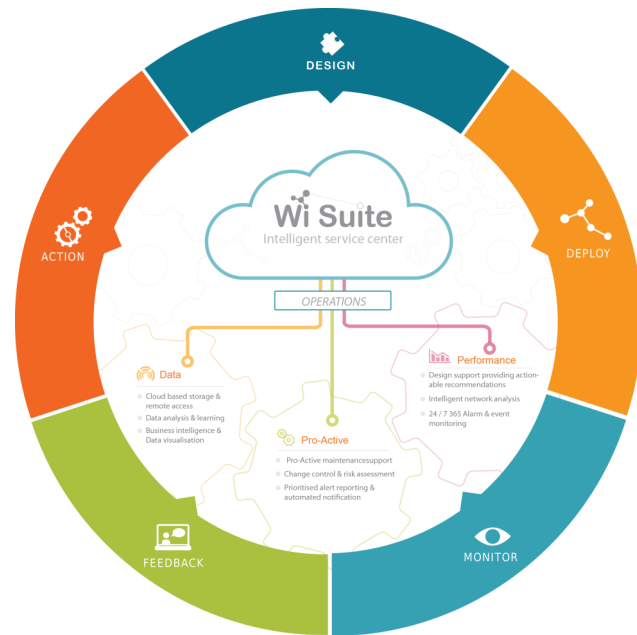 DESIGN
Wi Suite
Intelligent service center
ACTION
DEPLOY
OPERATIONS
Data
Cloud based storage &
remote access
Data analysis & learning
Business intelligence &
Data visualisation
Pro-Active
Pro-Active maintenancesupport
Change control & risk assessment
Prioritised alert reporting &
automated notification
Performance
Design support providing action-
able recommendations
Intelligent network analysis
24 / 7 365 Alarm & event
monitoring
FEEDBACK
MONITOR